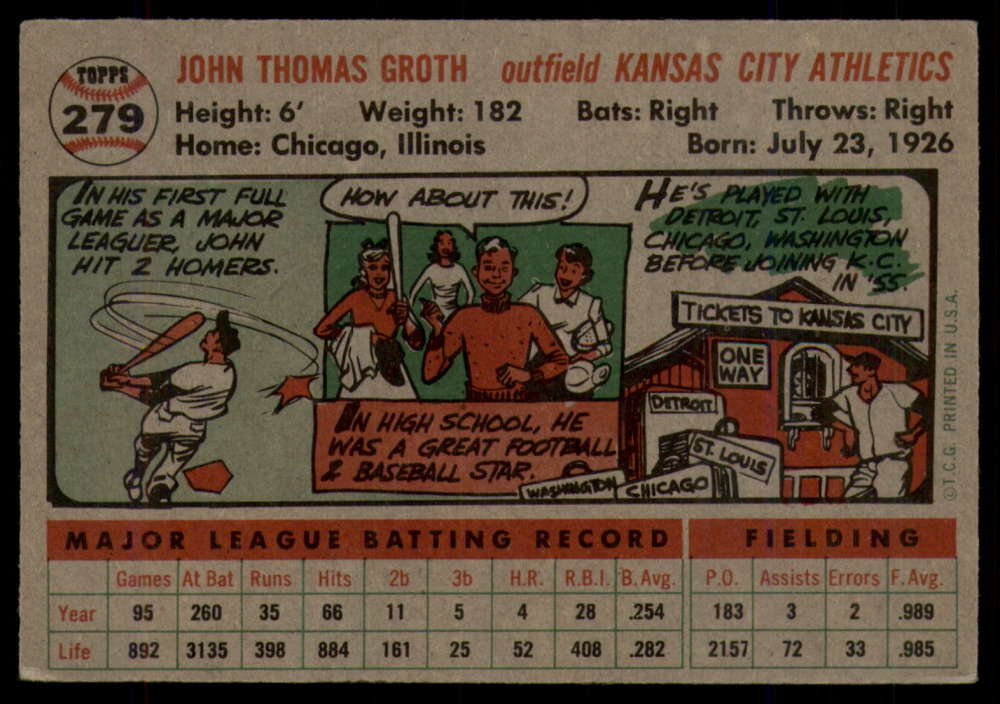 TOPPS
279
JOHN THOMAS GROTH outfield KANSAS CITY ATHLETICS
Height: 6' Weight: 182 Bats: Right Throws: Right
Home: Chicago, Illinois Born: July 23, 1926
IN HIS FIRST FULL
GAME AS A MAJOR
LEAGUER, JOHN
HIT 2 HOMERS.
HOW ABOUT THIS!
IN HIGH SCHOOL, HE
WAS A GREAT FOOTBALL
& BASEBALL STAR.
HE'S PLAYED WITH
DETROIT, ST. LOUIS,
CHICAGO, WASHINGTON
BEFORE JOINING K.C.
IN '55.
TICKETS TO KANSAS CITY
ONE
WAY
DETROIT
ST. LOUIS
WASHINGTON
CHICAGO
©T.C.G. PRINTED IN U.S.A.
MAJOR LEAGUE BATTING RECORD FIELDING
Games At Bat Runs Hits 2b 3b H.R. R.B.I. B. Avg. P.O. Assists Errors F. Avg.
Year 95 260 35 66 11 5 4 28 .254 183 3 2 .989
Life 892 3135 398 884 161 25 52 408 .282 2157 72 33 .985